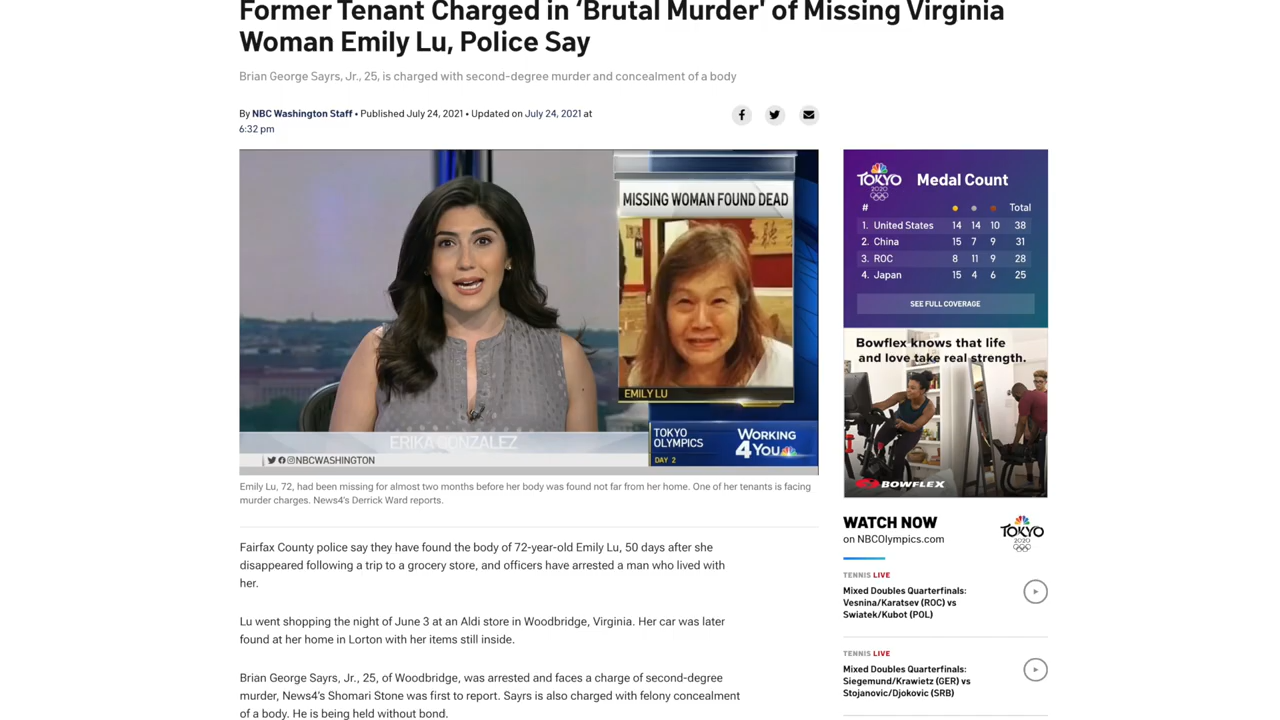 Former Tenant Charged in ‘Brutal Murder' of Missing Virginia
Woman Emily Lu, Police Say
Brian George Sayrs, Jr., 25, is charged with second-degree murder and concealment of a body
By NBC Washington Staff • Published July 24, 2021 • Updated on July 24, 2021 at
6:32 pm
MISSING WOMAN FOUND DEAD
EMILY LU
ERIKA GONZALEZ
NBCWASHINGTON
TOKYO
OLYMPICS
DAY 2
WORKING
4 YOU
Emily Lu, 72, had been missing for almost two months before her body was found not far from her home. One of her tenants is facing
murder charges. News4's Derrick Ward reports.
Fairfax County police say they have found the body of 72-year-old Emily Lu, 50 days after she
disappeared following a trip to a grocery store, and officers have arrested a man who lived with
her.
Lu went shopping the night of June 3 at an Aldi store in Woodbridge, Virginia. Her car was later
found at her home in Lorton with her items still inside.
Brian George Sayrs, Jr., 25, of Woodbridge, was arrested and faces a charge of second-degree
murder, News4's Shomari Stone was first to report. Sayrs is also charged with felony concealment
of a body. He is being held without bond.
TOKYO
2020
Medal Count
# Total
1. United States 14 14 10 38
2. China 15 7 9 31
3. ROC 8 11 9 28
4. Japan 15 4 6 25
SEE FULL COVERAGE
Bowflex knows that life
and love take real strength.
BOWFLEX
WATCH NOW
on NBCOlympics.com
TOKYO
2020
TENNIS LIVE
Mixed Doubles Quarterfinals:
Vesnina/Karatsev (ROC) vs
Swiatek/Kubot (POL)
TENNIS LIVE
Mixed Doubles Quarterfinals:
Siegemund/Krawietz (GER) vs
Stojanovic/Djokovic (SRB)